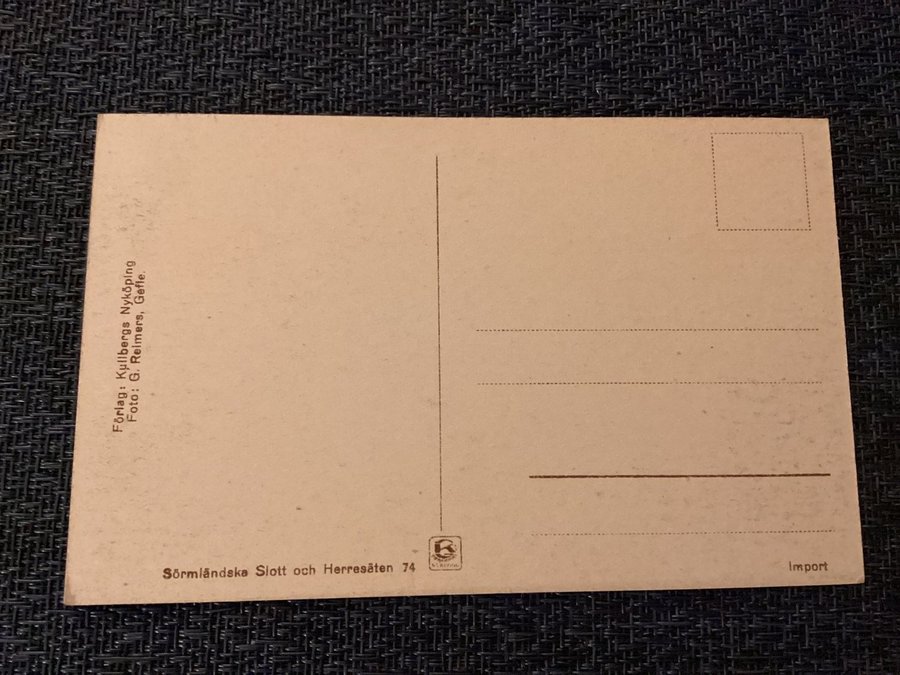 Förlag: Kullbergs Nyköping
Foto: G. Reimers, Gefle.
Sörmländska Slott och Herresäten 74
K
Import